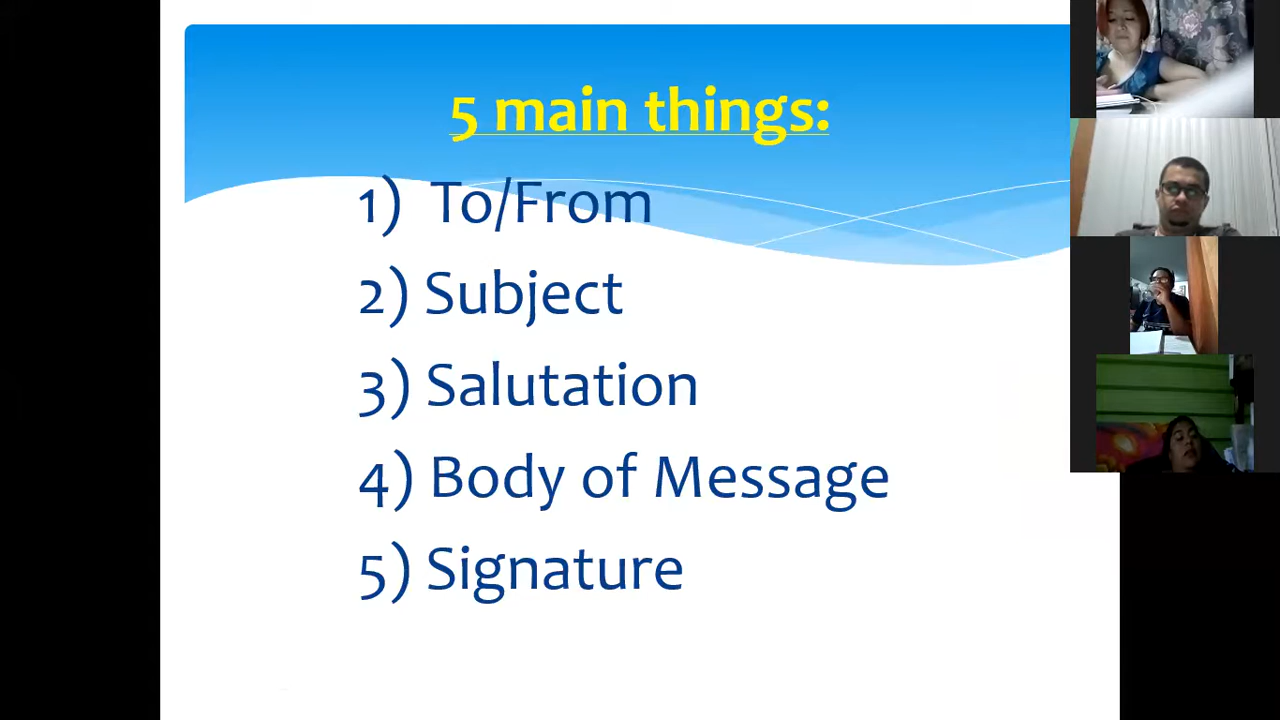 5 main things:
1) To/From
2) Subject
3) Salutation
4) Body of Message
5) Signature